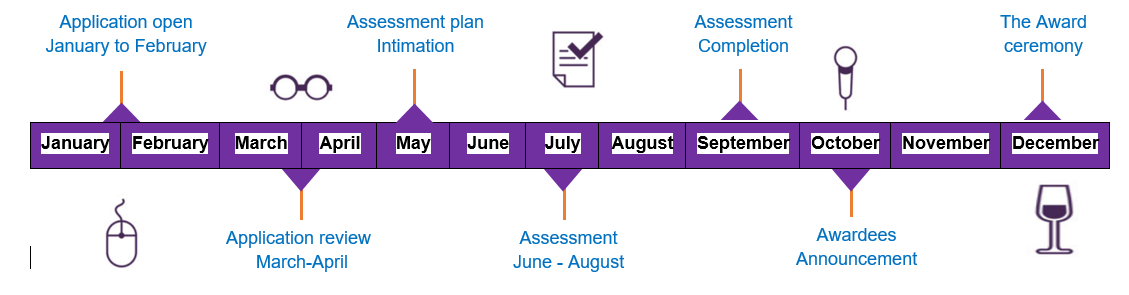 Application open
January to February
Assessment plan
Intimation
Assessment
Completion
The Award
ceremony
January February March April May June July August September October November December
Application review
March-April
Assessment
June - August
Awardees
Announcement